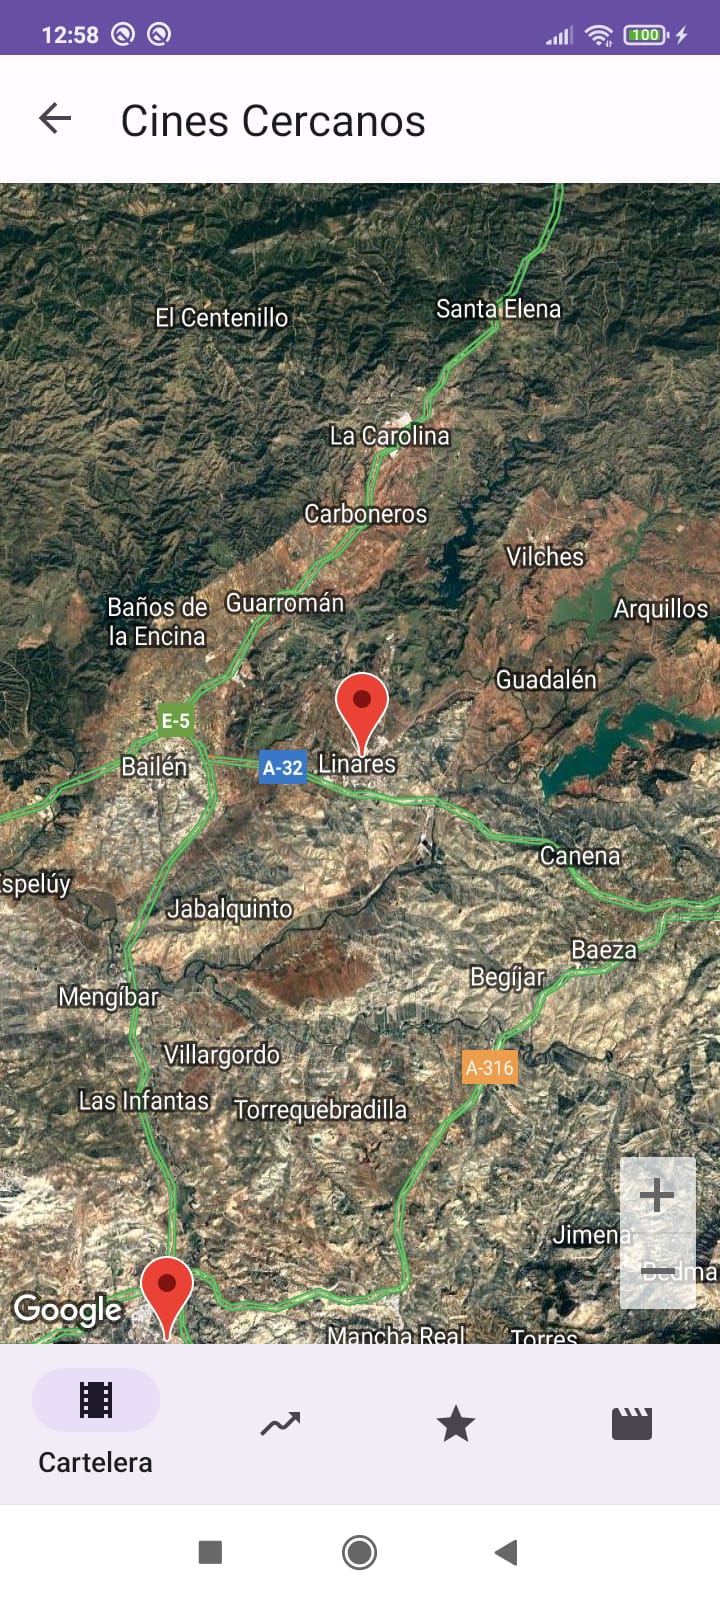 12:58
100
Cines Cercanos
El Centenillo
Santa Elena
La Carolina
Carboneros
Vilches
Baños de
la Encina
Guarromán
Arquillos
Guadalén
E-5
Bailén
A-32
Linares
Canena
Espelúy
Jabalquinto
Baeza
Begíjar
Mengíbar
Villargordo
A-316
Las Infantas
Torrequebradilla
Jimena
Bedma
Google
Mancha Real
Torres
Cartelera